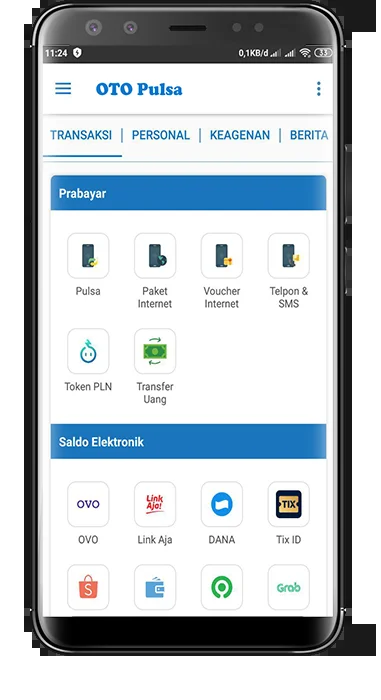 11:24
0,1KB/d
33
OTO Pulsa
TRANSAKSI | PERSONAL | KEAGENAN | BERITA
Prabayar
Pulsa
Paket
Internet
Voucher
Internet
Telpon &
SMS
Token PLN
Transfer
Uang
Saldo Elektronik
OVO
Link
Aja!
TIX
OVO
Link Aja
DANA
Tix ID
S
Grab